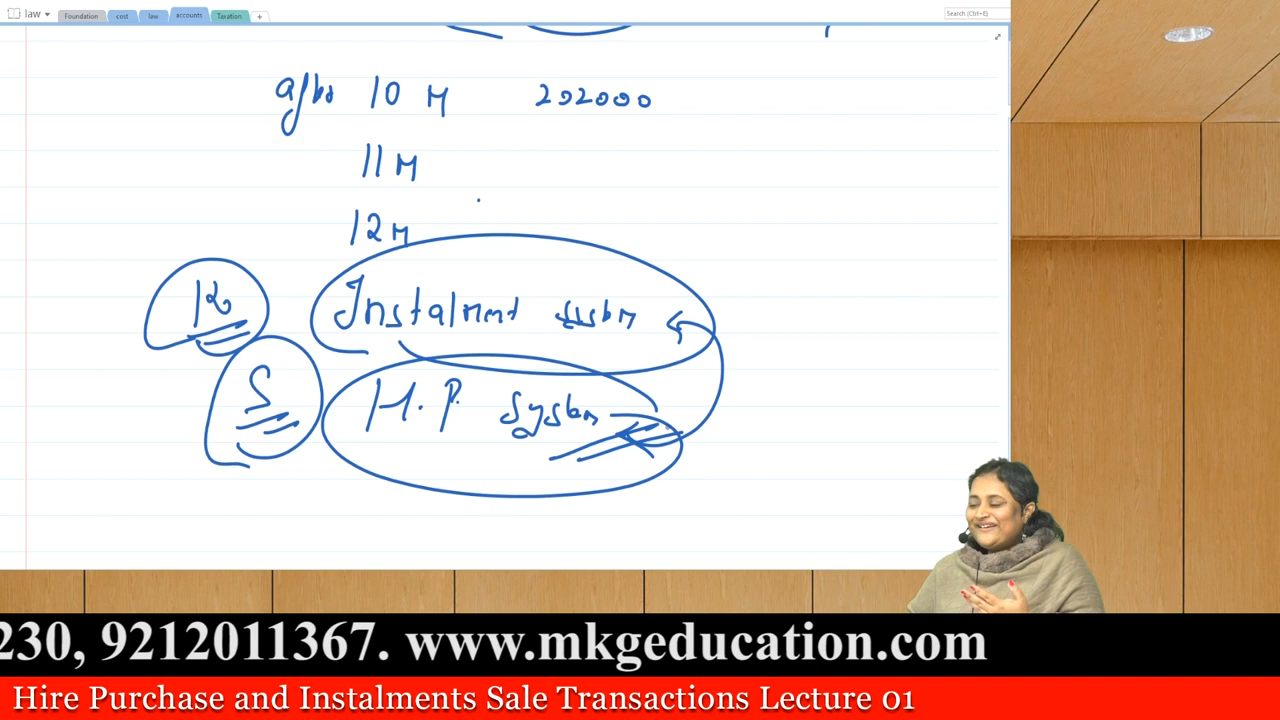 law Foundation cost law accounts Taxation +
Search (Ctrl+E)
after 10 M 202000
11 M
12 M
R Instalment system
S H.P. system
230, 9212011367. www.mkgeducation.com
Hire Purchase and Instalments Sale Transactions Lecture 01